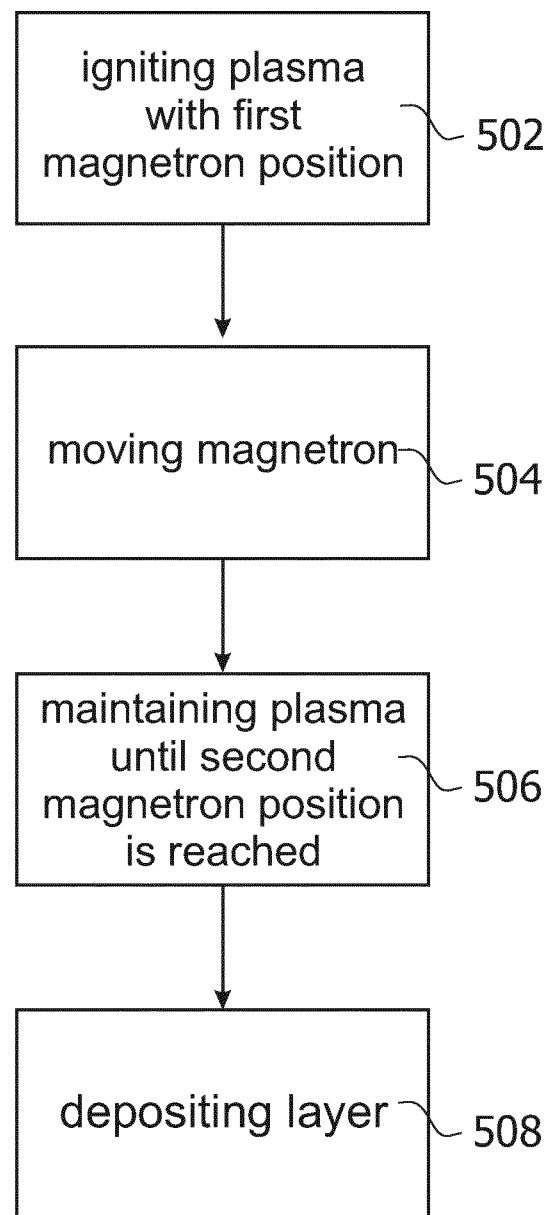 igniting plasma
with first
magnetron position
502
moving magnetron
504
maintaining plasma
until second
magnetron position
is reached
506
depositing layer
508